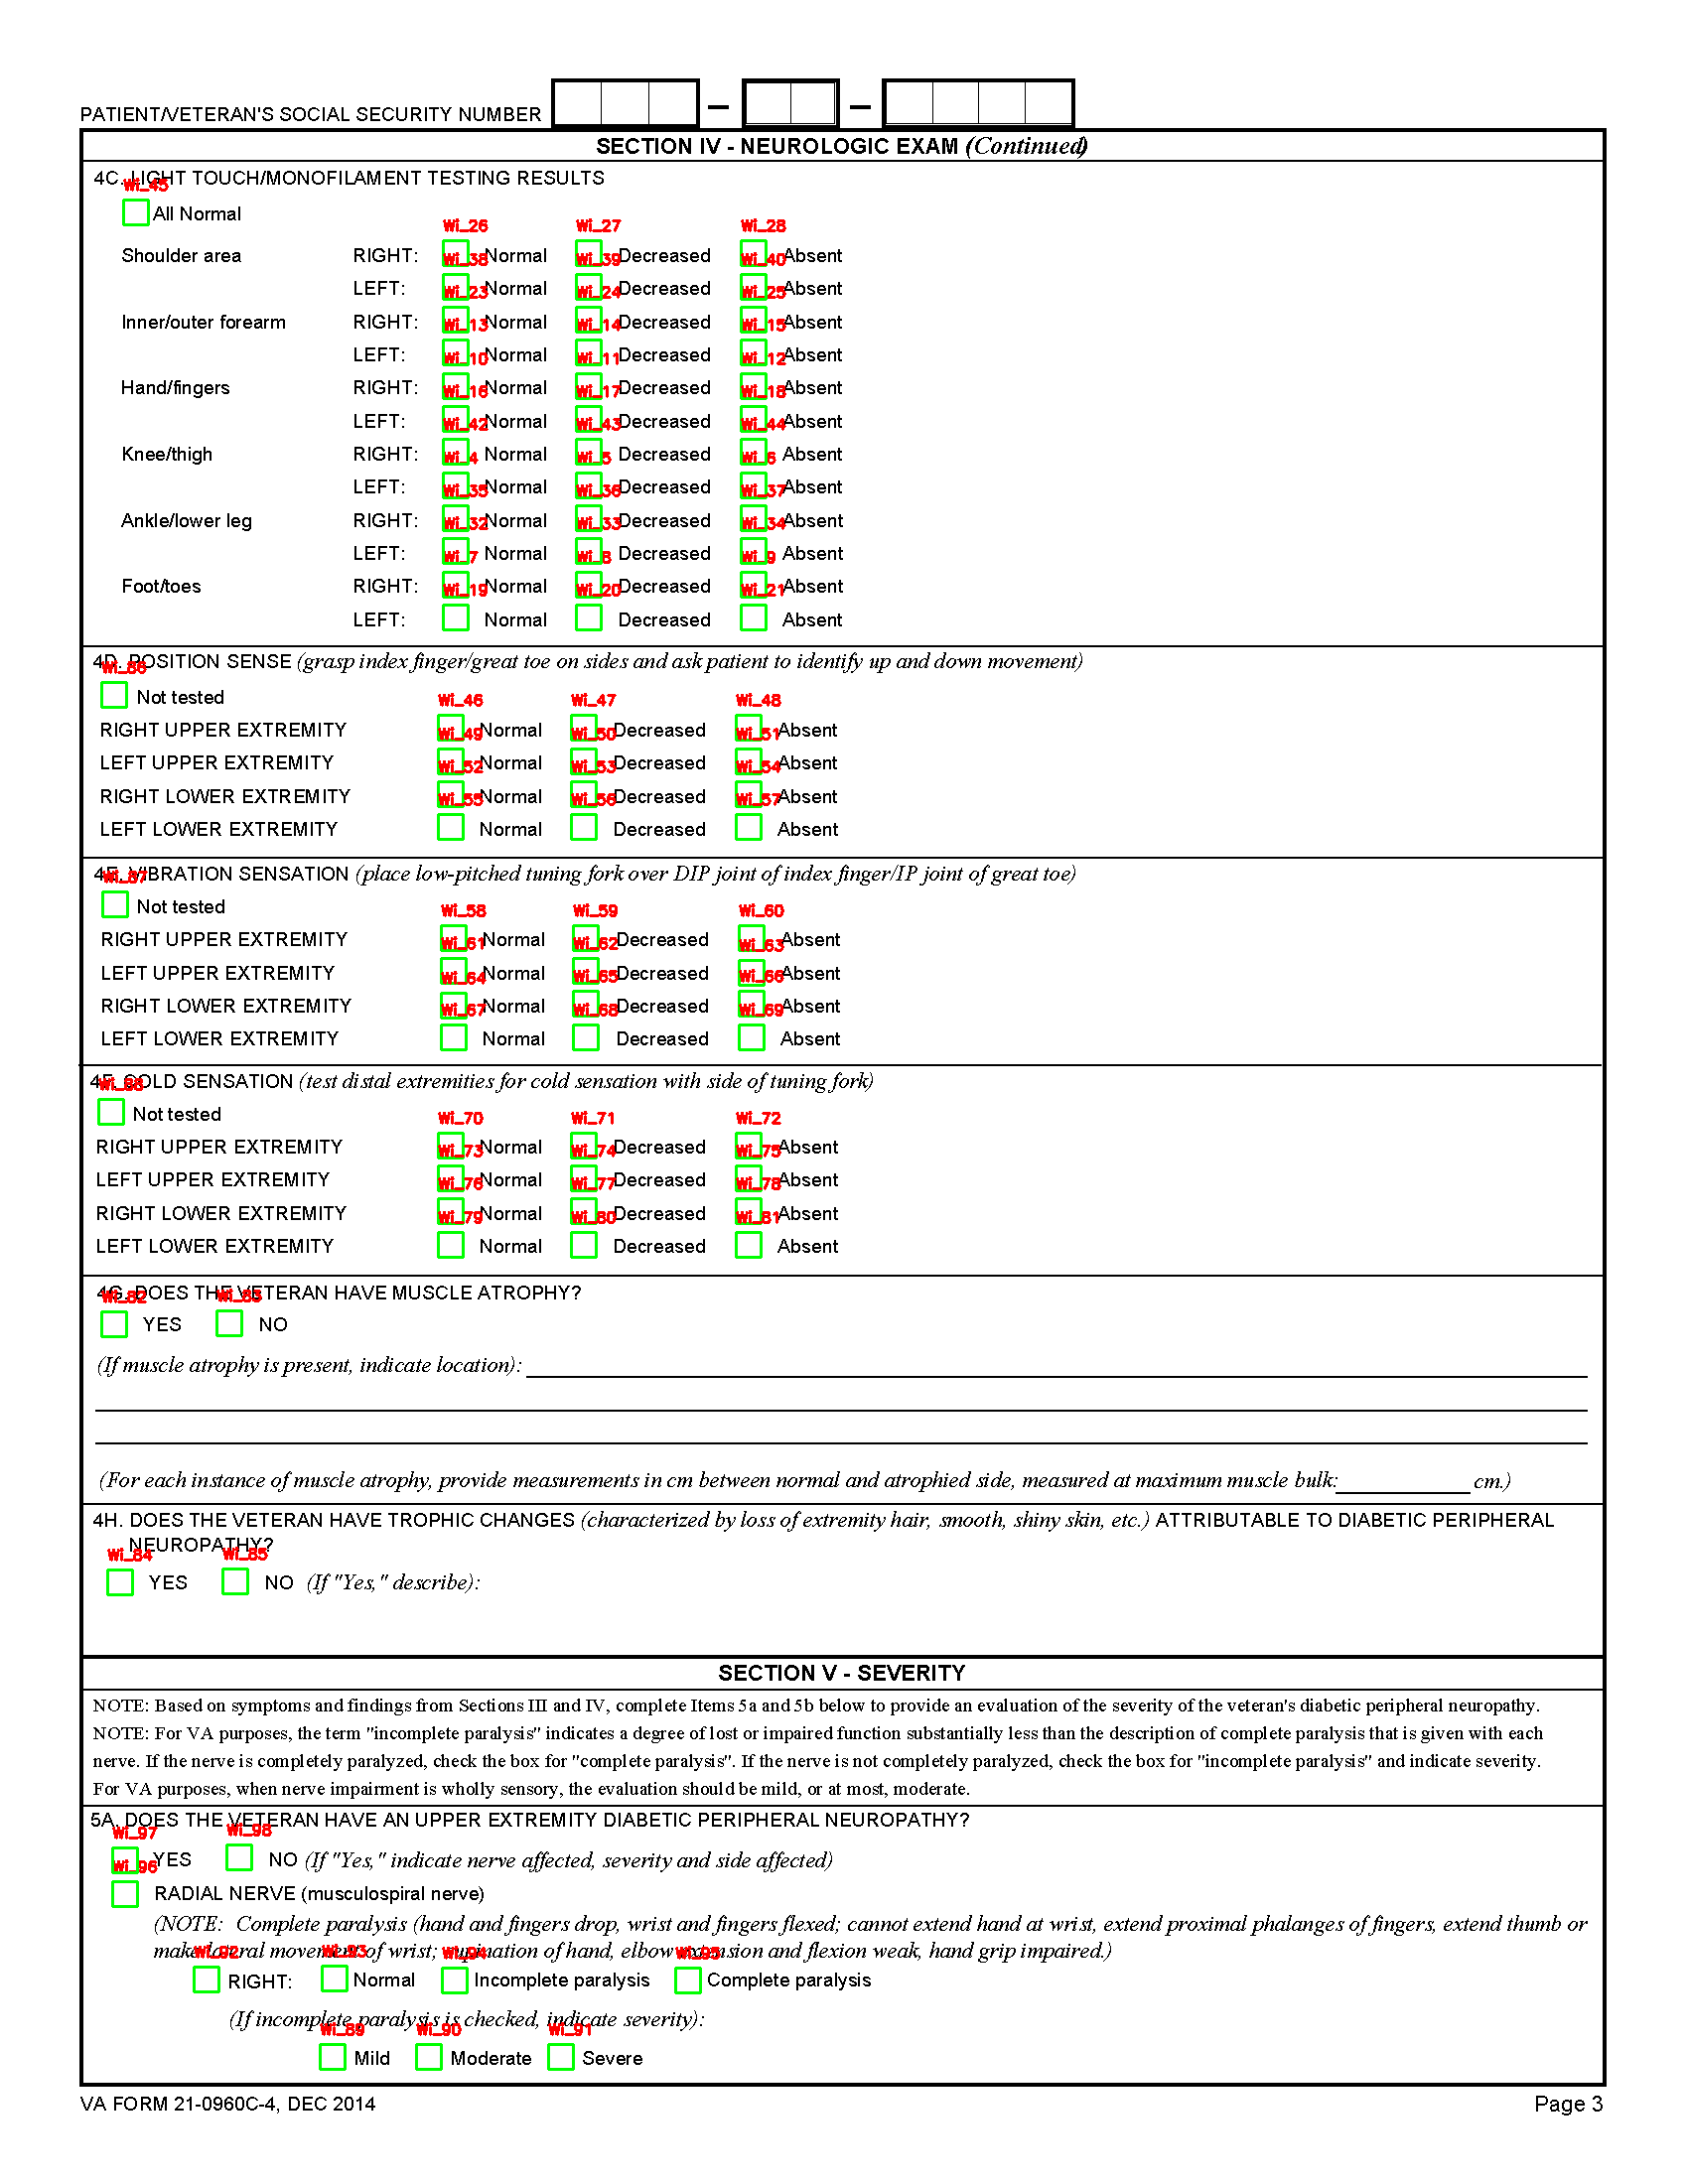 PATIENT/VETERAN'S SOCIAL SECURITY NUMBER – –
SECTION IV - NEUROLOGIC EXAM (Continued)
4C. LIGHT TOUCH/MONOFILAMENT TESTING RESULTS
Wi_45
All Normal
Wi_26 Wi_27 Wi_28
Shoulder area RIGHT: Normal Decreased Absent
Wi_38 Wi_39 Wi_40
LEFT: Normal Decreased Absent
Wi_23 Wi_24 Wi_25
Inner/outer forearm RIGHT: Normal Decreased Absent
Wi_13 Wi_14 Wi_15
LEFT: Normal Decreased Absent
Wi_10 Wi_11 Wi_12
Hand/fingers RIGHT: Normal Decreased Absent
Wi_16 Wi_17 Wi_18
LEFT: Normal Decreased Absent
Wi_42 Wi_43 Wi_44
Knee/thigh RIGHT: Normal Decreased Absent
Wi_4 Wi_5 Wi_6
LEFT: Normal Decreased Absent
Wi_35 Wi_36 Wi_37
Ankle/lower leg RIGHT: Normal Decreased Absent
Wi_32 Wi_33 Wi_34
LEFT: Normal Decreased Absent
Wi_7 Wi_8 Wi_9
Foot/toes RIGHT: Normal Decreased Absent
Wi_19 Wi_20 Wi_21
LEFT: Normal Decreased Absent
4D. POSITION SENSE (grasp index finger/great toe on sides and ask patient to identify up and down movement)
Wi_86
Not tested
Wi_46 Wi_47 Wi_48
RIGHT UPPER EXTREMITY Normal Decreased Absent
Wi_49 Wi_50 Wi_51
LEFT UPPER EXTREMITY Normal Decreased Absent
Wi_52 Wi_53 Wi_54
RIGHT LOWER EXTREMITY Normal Decreased Absent
Wi_55 Wi_56 Wi_57
LEFT LOWER EXTREMITY Normal Decreased Absent
4E. VIBRATION SENSATION (place low-pitched tuning fork over DIP joint of index finger/IP joint of great toe)
Wi_87
Not tested
Wi_58 Wi_59 Wi_60
RIGHT UPPER EXTREMITY Normal Decreased Absent
Wi_61 Wi_62 Wi_63
LEFT UPPER EXTREMITY Normal Decreased Absent
Wi_64 Wi_65 Wi_66
RIGHT LOWER EXTREMITY Normal Decreased Absent
Wi_67 Wi_68 Wi_69
LEFT LOWER EXTREMITY Normal Decreased Absent
4F. COLD SENSATION (test distal extremities for cold sensation with side of tuning fork)
Wi_88
Not tested
Wi_70 Wi_71 Wi_72
RIGHT UPPER EXTREMITY Normal Decreased Absent
Wi_73 Wi_74 Wi_75
LEFT UPPER EXTREMITY Normal Decreased Absent
Wi_76 Wi_77 Wi_78
RIGHT LOWER EXTREMITY Normal Decreased Absent
Wi_79 Wi_80 Wi_81
LEFT LOWER EXTREMITY Normal Decreased Absent
4G. DOES THE VETERAN HAVE MUSCLE ATROPHY?
Wi_82 Wi_83
YES NO
(If muscle atrophy is present, indicate location):
(For each instance of muscle atrophy, provide measurements in cm between normal and atrophied side, measured at maximum muscle bulk: cm.)
4H. DOES THE VETERAN HAVE TROPHIC CHANGES (characterized by loss of extremity hair, smooth, shiny skin, etc.) ATTRIBUTABLE TO DIABETIC PERIPHERAL
NEUROPATHY?
Wi_84 Wi_85
YES NO (If "Yes," describe):
SECTION V - SEVERITY
NOTE: Based on symptoms and findings from Sections III and IV, complete Items 5a and 5b below to provide an evaluation of the severity of the veteran's diabetic peripheral neuropathy.
NOTE: For VA purposes, the term "incomplete paralysis" indicates a degree of lost or impaired function substantially less than the description of complete paralysis that is given with each
nerve. If the nerve is completely paralyzed, check the box for "complete paralysis". If the nerve is not completely paralyzed, check the box for "incomplete paralysis" and indicate severity.
For VA purposes, when nerve impairment is wholly sensory, the evaluation should be mild, or at most, moderate.
5A. DOES THE VETERAN HAVE AN UPPER EXTREMITY DIABETIC PERIPHERAL NEUROPATHY?
Wi_97 Wi_98
YES NO (If "Yes," indicate nerve affected, severity and side affected)
Wi_96
RADIAL NERVE (musculospiral nerve)
(NOTE: Complete paralysis (hand and fingers drop, wrist and fingers flexed; cannot extend hand at wrist, extend proximal phalanges of fingers, extend thumb or
make lateral movement of wrist; supination of hand, elbow extension and flexion weak, hand grip impaired.)
Wi_92 Wi_93 Wi_94 Wi_95
RIGHT: Normal Incomplete paralysis Complete paralysis
(If incomplete paralysis is checked, indicate severity):
Wi_89 Wi_90 Wi_91
Mild Moderate Severe
VA FORM 21-0960C-4, DEC 2014 Page 3